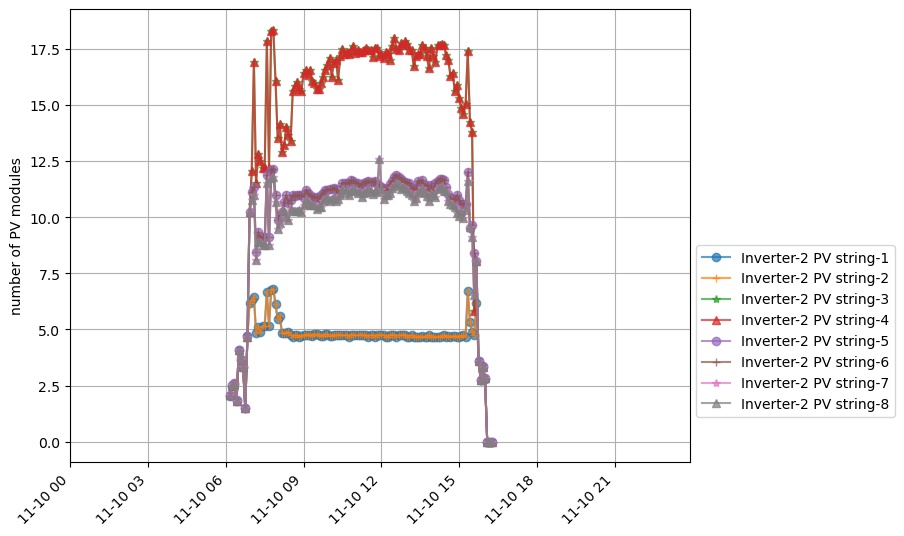 number of PV modules
17.5
15.0
12.5
10.0
7.5
5.0
2.5
0.0
11-10 00
11-10 03
11-10 06
11-10 09
11-10 12
11-10 15
11-10 18
11-10 21
Inverter-2 PV string-1
Inverter-2 PV string-2
Inverter-2 PV string-3
Inverter-2 PV string-4
Inverter-2 PV string-5
Inverter-2 PV string-6
Inverter-2 PV string-7
Inverter-2 PV string-8